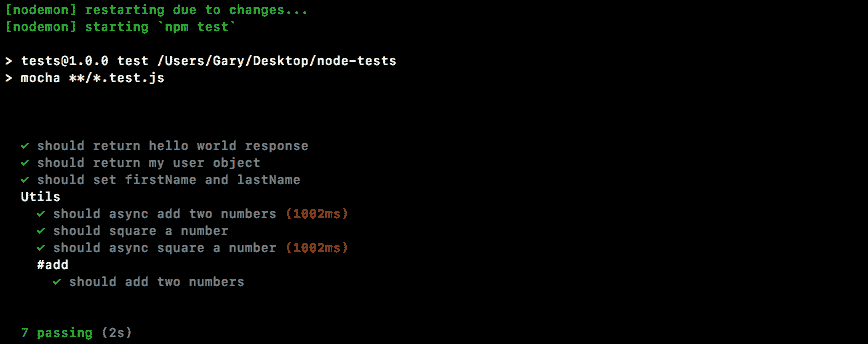 [nodemon] restarting due to changes...
[nodemon] starting `npm test`
> tests@1.0.0 test /Users/Gary/Desktop/node-tests
> mocha **/*.test.js
✓ should return hello world response
✓ should return my user object
✓ should set firstName and lastName
Utils
✓ should async add two numbers (1002ms)
✓ should square a number
✓ should async square a number (1002ms)
#add
✓ should add two numbers
7 passing (2s)